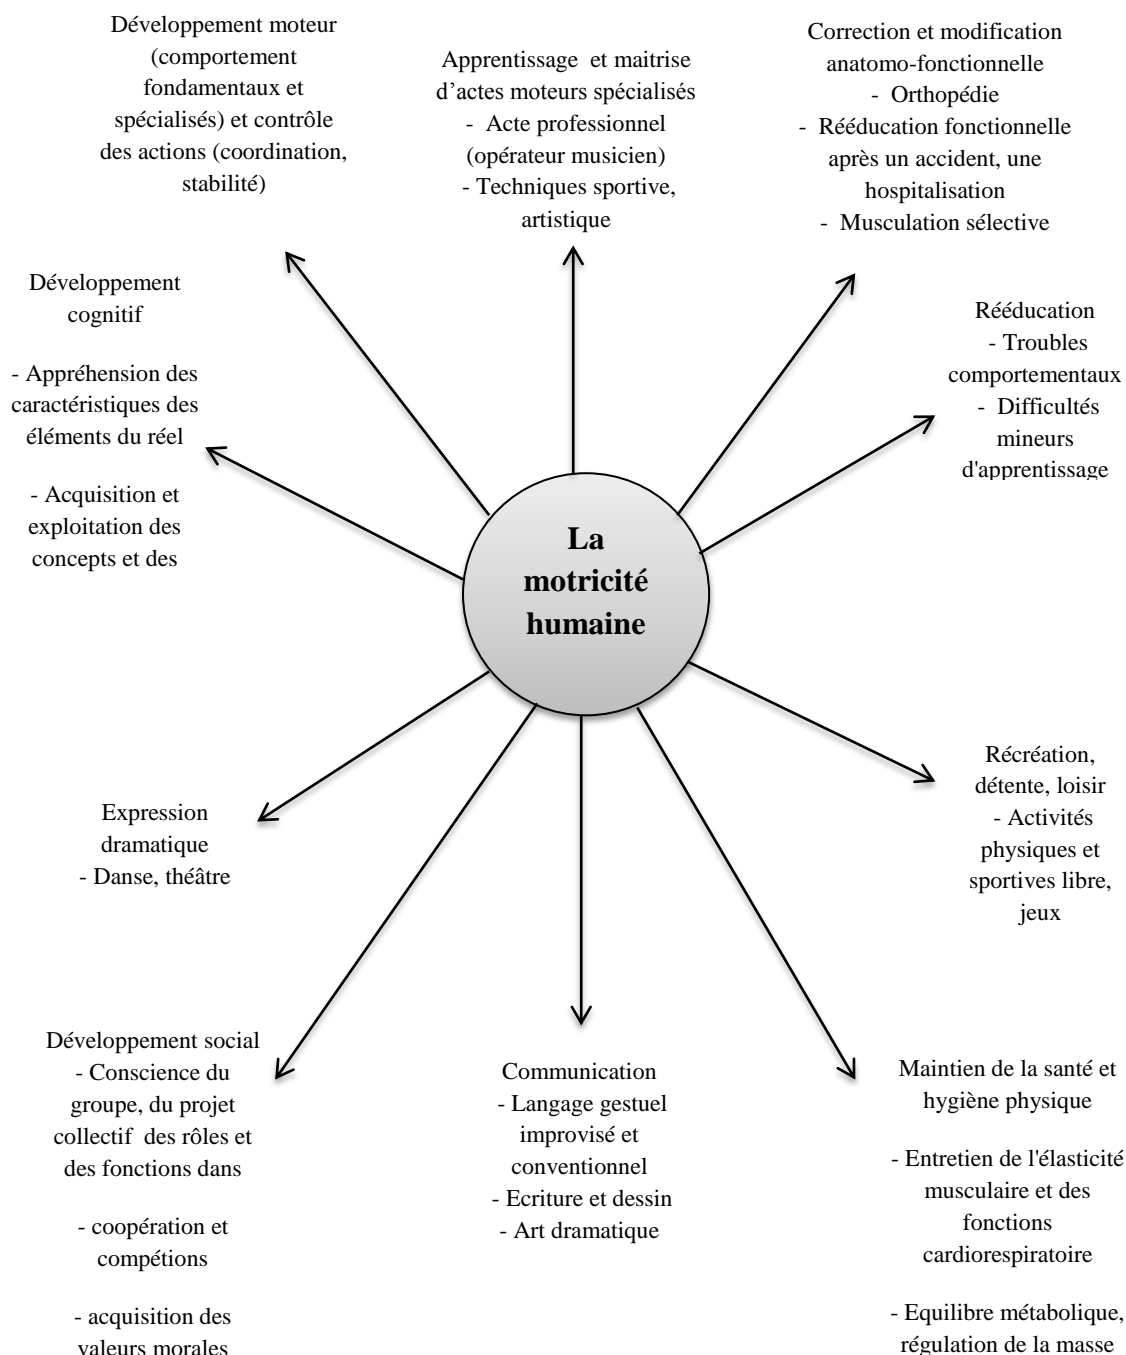 Développement moteur
(comportement
fondamentaux et
spécialisés) et contrôle
des actions (coordination,
stabilité)
Apprentissage et maitrise
d'actes moteurs spécialisés
- Acte professionnel
(opérateur musicien)
- Techniques sportive,
artistique
Correction et modification
anatomo-fonctionnelle
- Orthopédie
- Rééducation fonctionnelle
après un accident, une
hospitalisation
- Musculation sélective
Développement
cognitif
- Appréhension des
caractéristiques des
éléments du réel
- Acquisition et
exploitation des
concepts et des
Rééducation
- Troubles
comportementaux
- Difficultés
mineurs
d'apprentissage
La
motricité
humaine
Expression
dramatique
- Danse, théâtre
Récréation,
détente, loisir
- Activités
physiques et
sportives libre,
jeux
Développement social
- Conscience du
groupe, du projet
collectif des rôles et
des fonctions dans
- coopération et
compétions
- acquisition des
valeurs morales
Communication
- Langage gestuel
improvisé et
conventionnel
- Ecriture et dessin
- Art dramatique
Maintien de la santé et
hygiène physique
- Entretien de l'élasticité
musculaire et des
fonctions
cardiorespiratoire
- Equilibre métabolique,
régulation de la masse